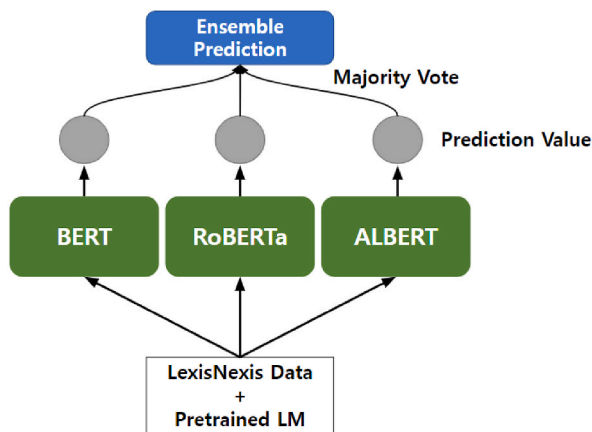 Ensemble
Prediction
Majority Vote
Prediction Value
BERT
RoBERTa
ALBERT
LexisNexis Data
+
Pretrained LM